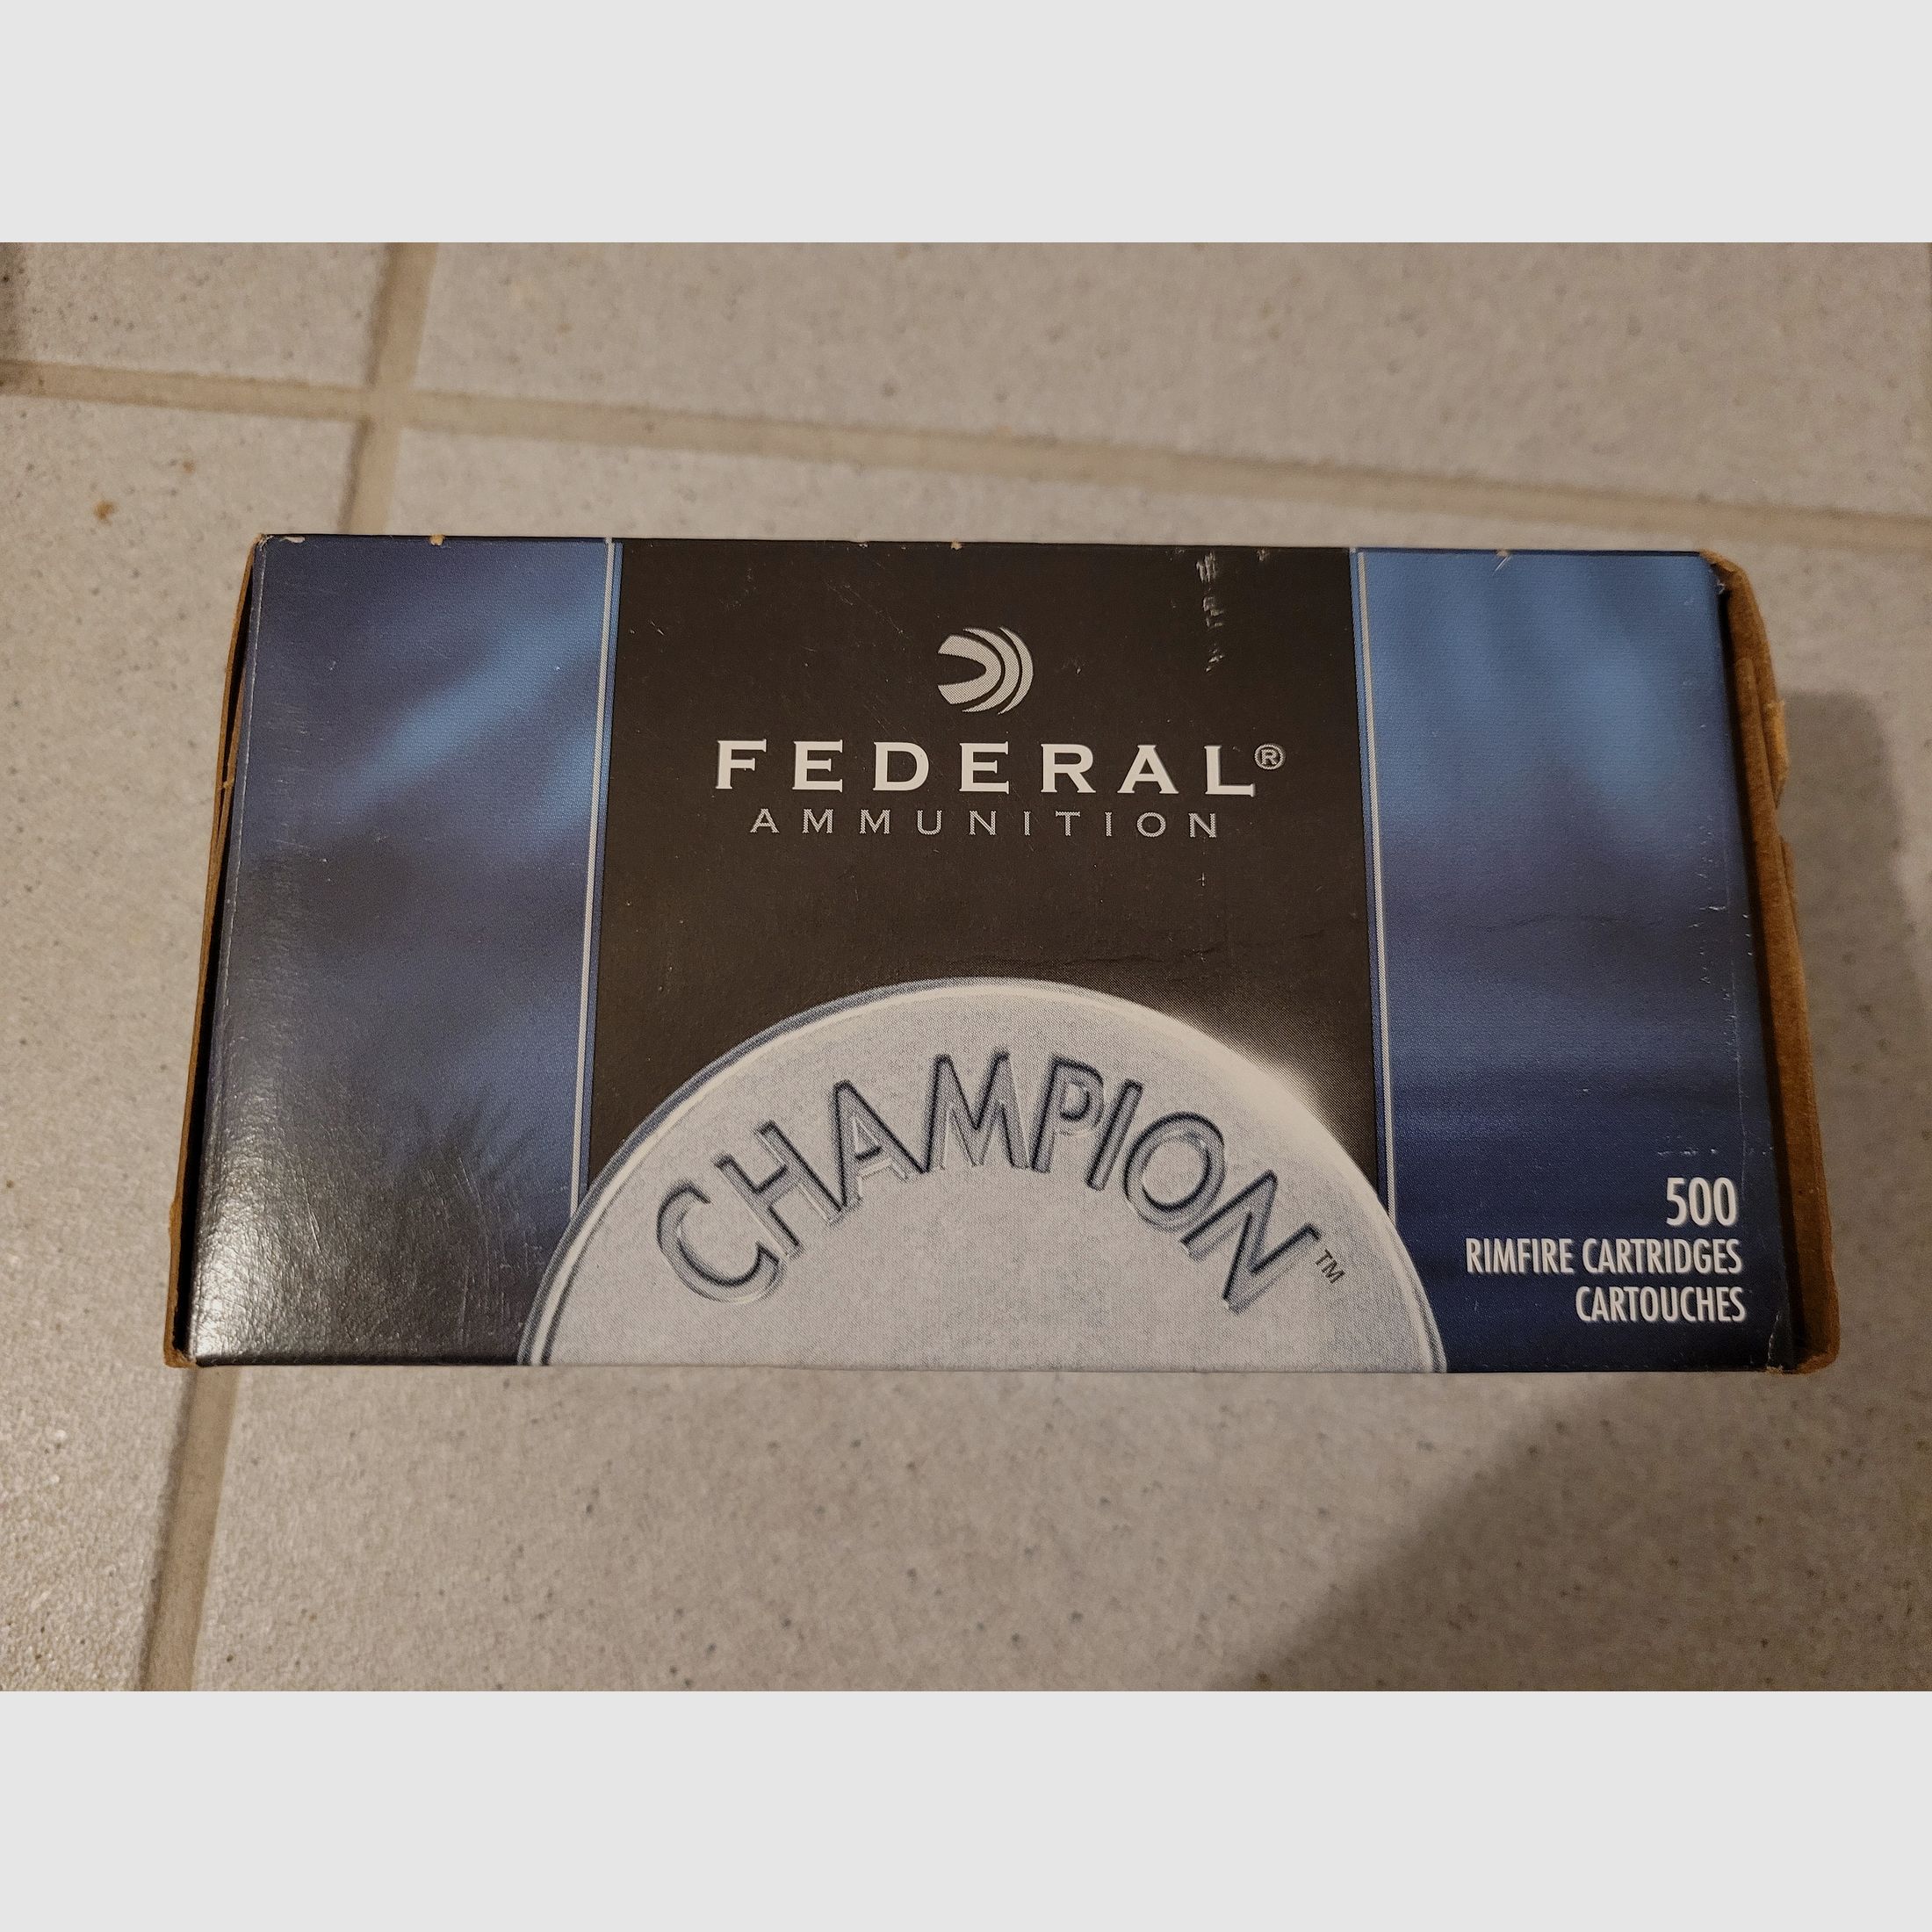 FEDERAL®
AMMUNITION
CHAMPION™
500
RIMFIRE CARTRIDGES
CARTOUCHES